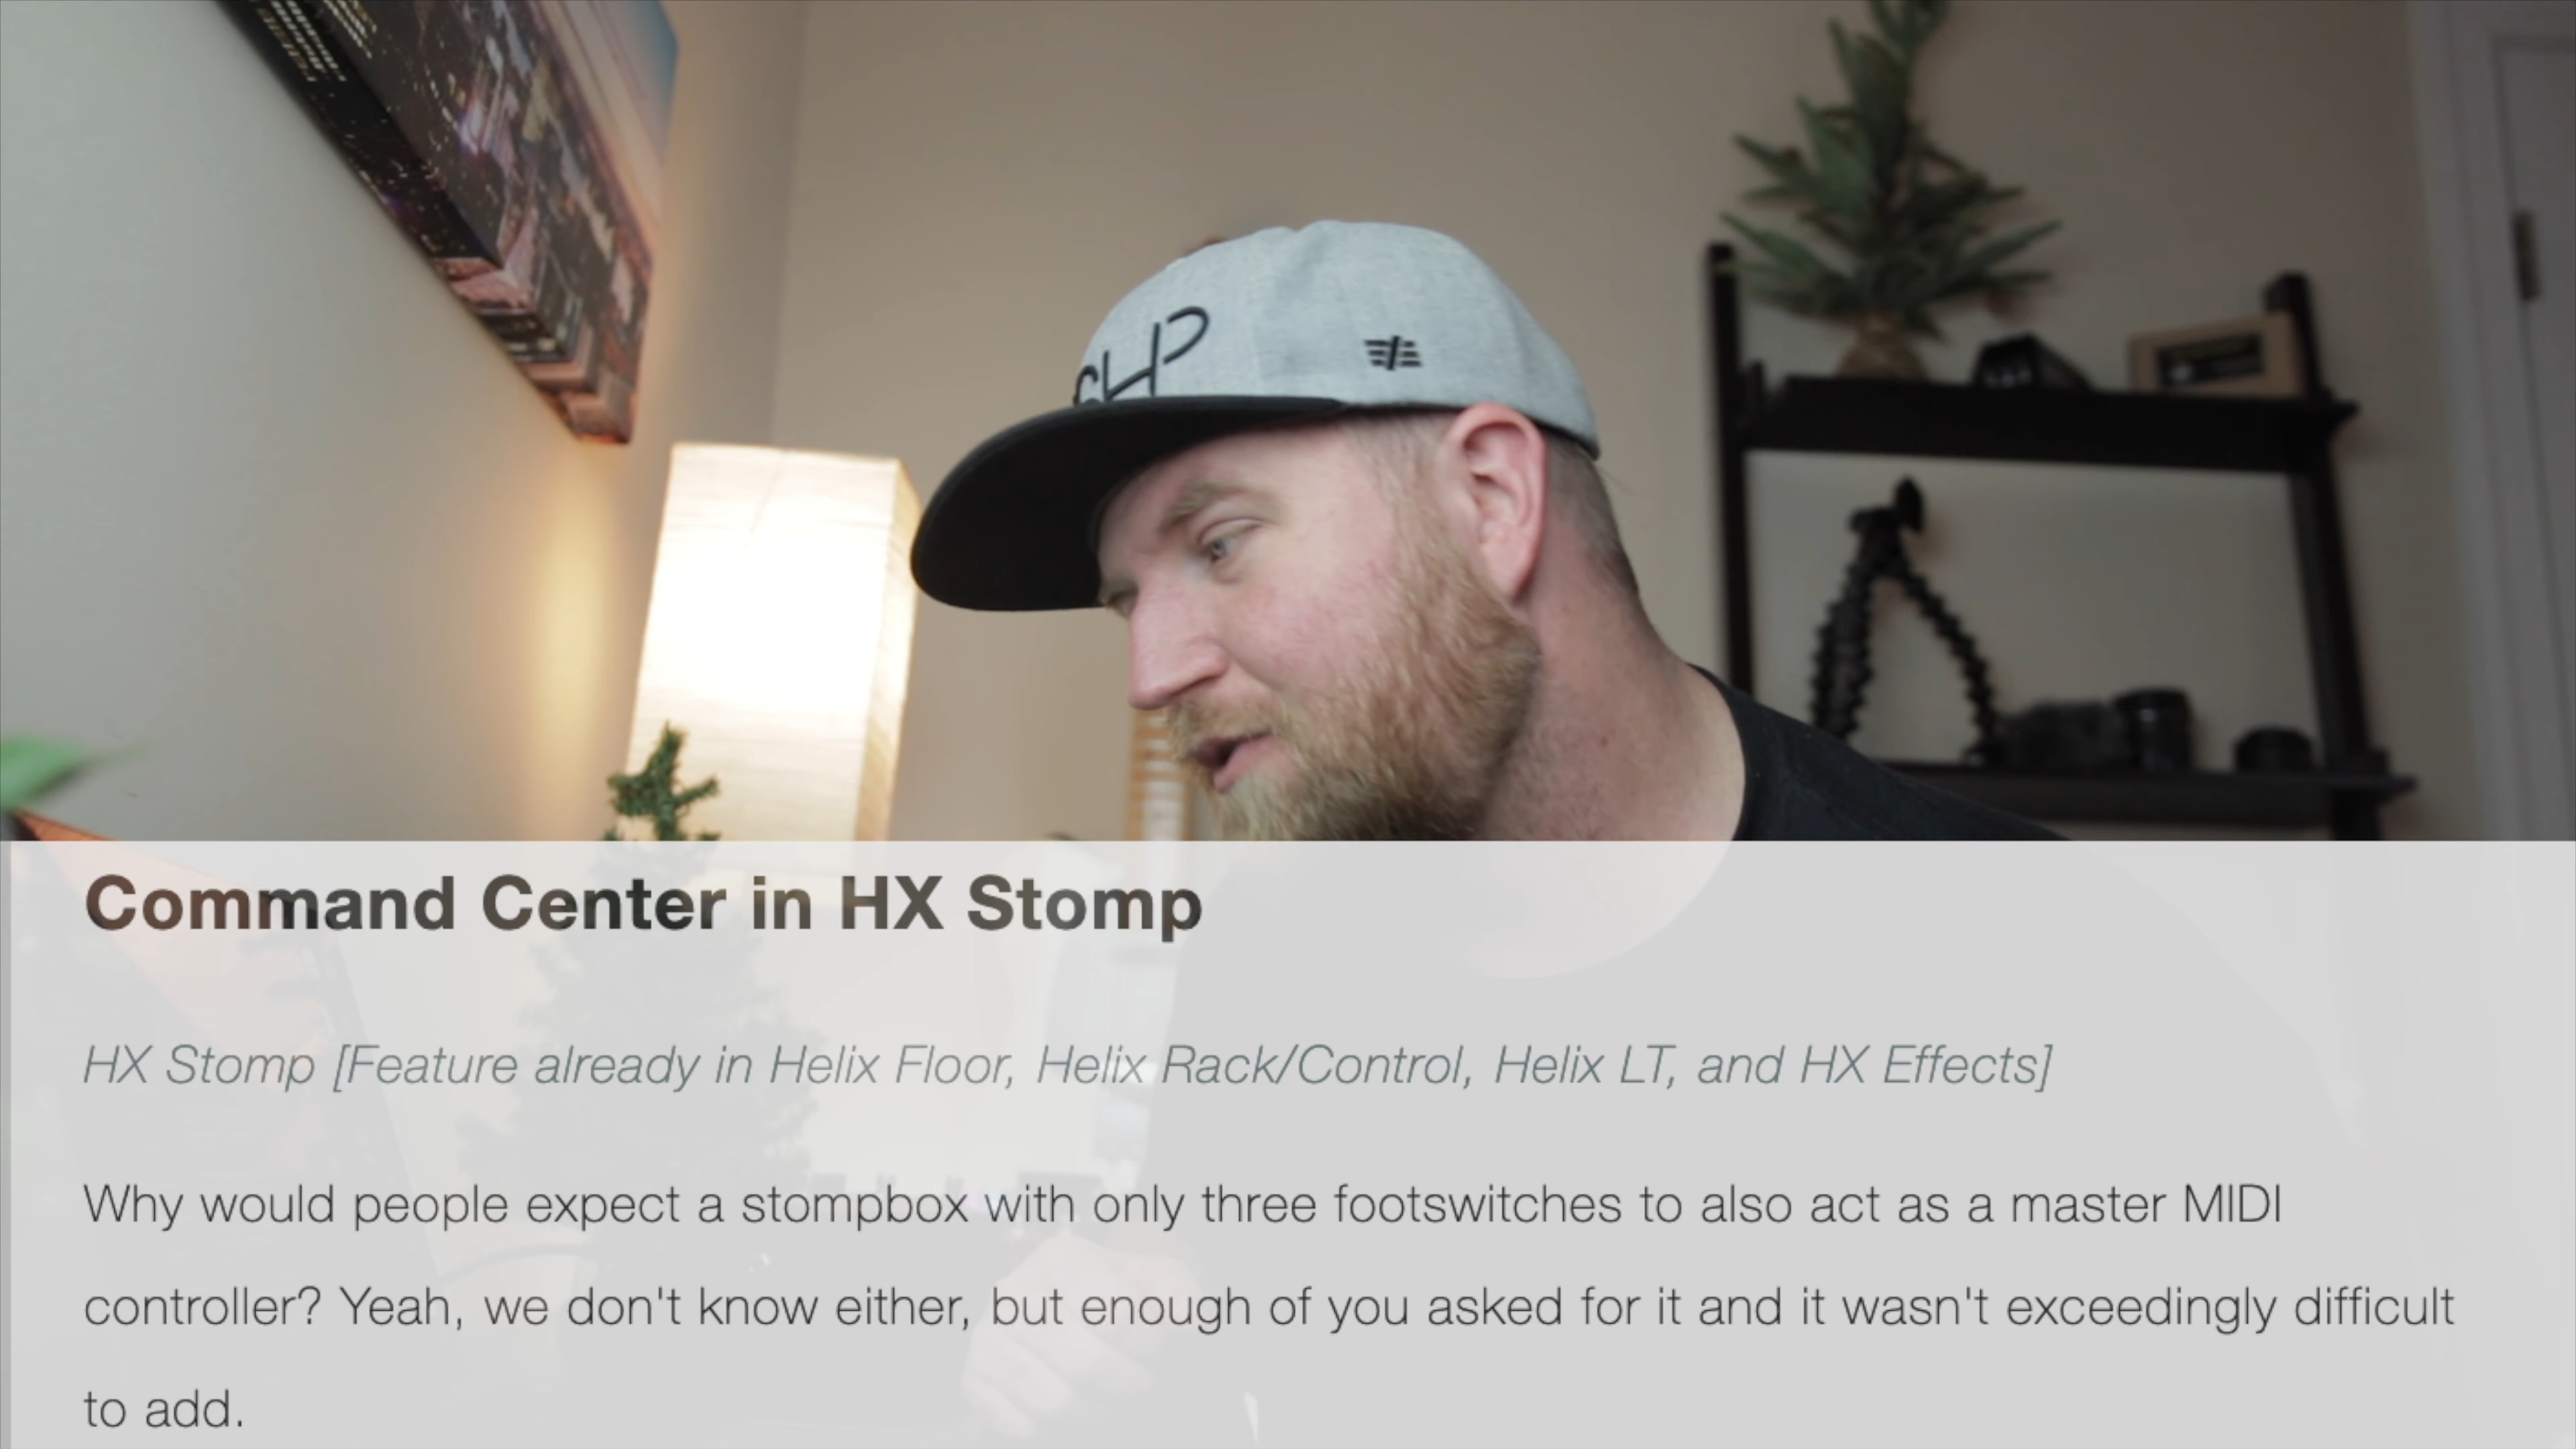 Command Center in HX Stomp
HX Stomp [Feature already in Helix Floor, Helix Rack/Control, Helix LT, and HX Effects]
Why would people expect a stompbox with only three footswitches to also act as a master MIDI
controller? Yeah, we don't know either, but enough of you asked for it and it wasn't exceedingly difficult
to add.